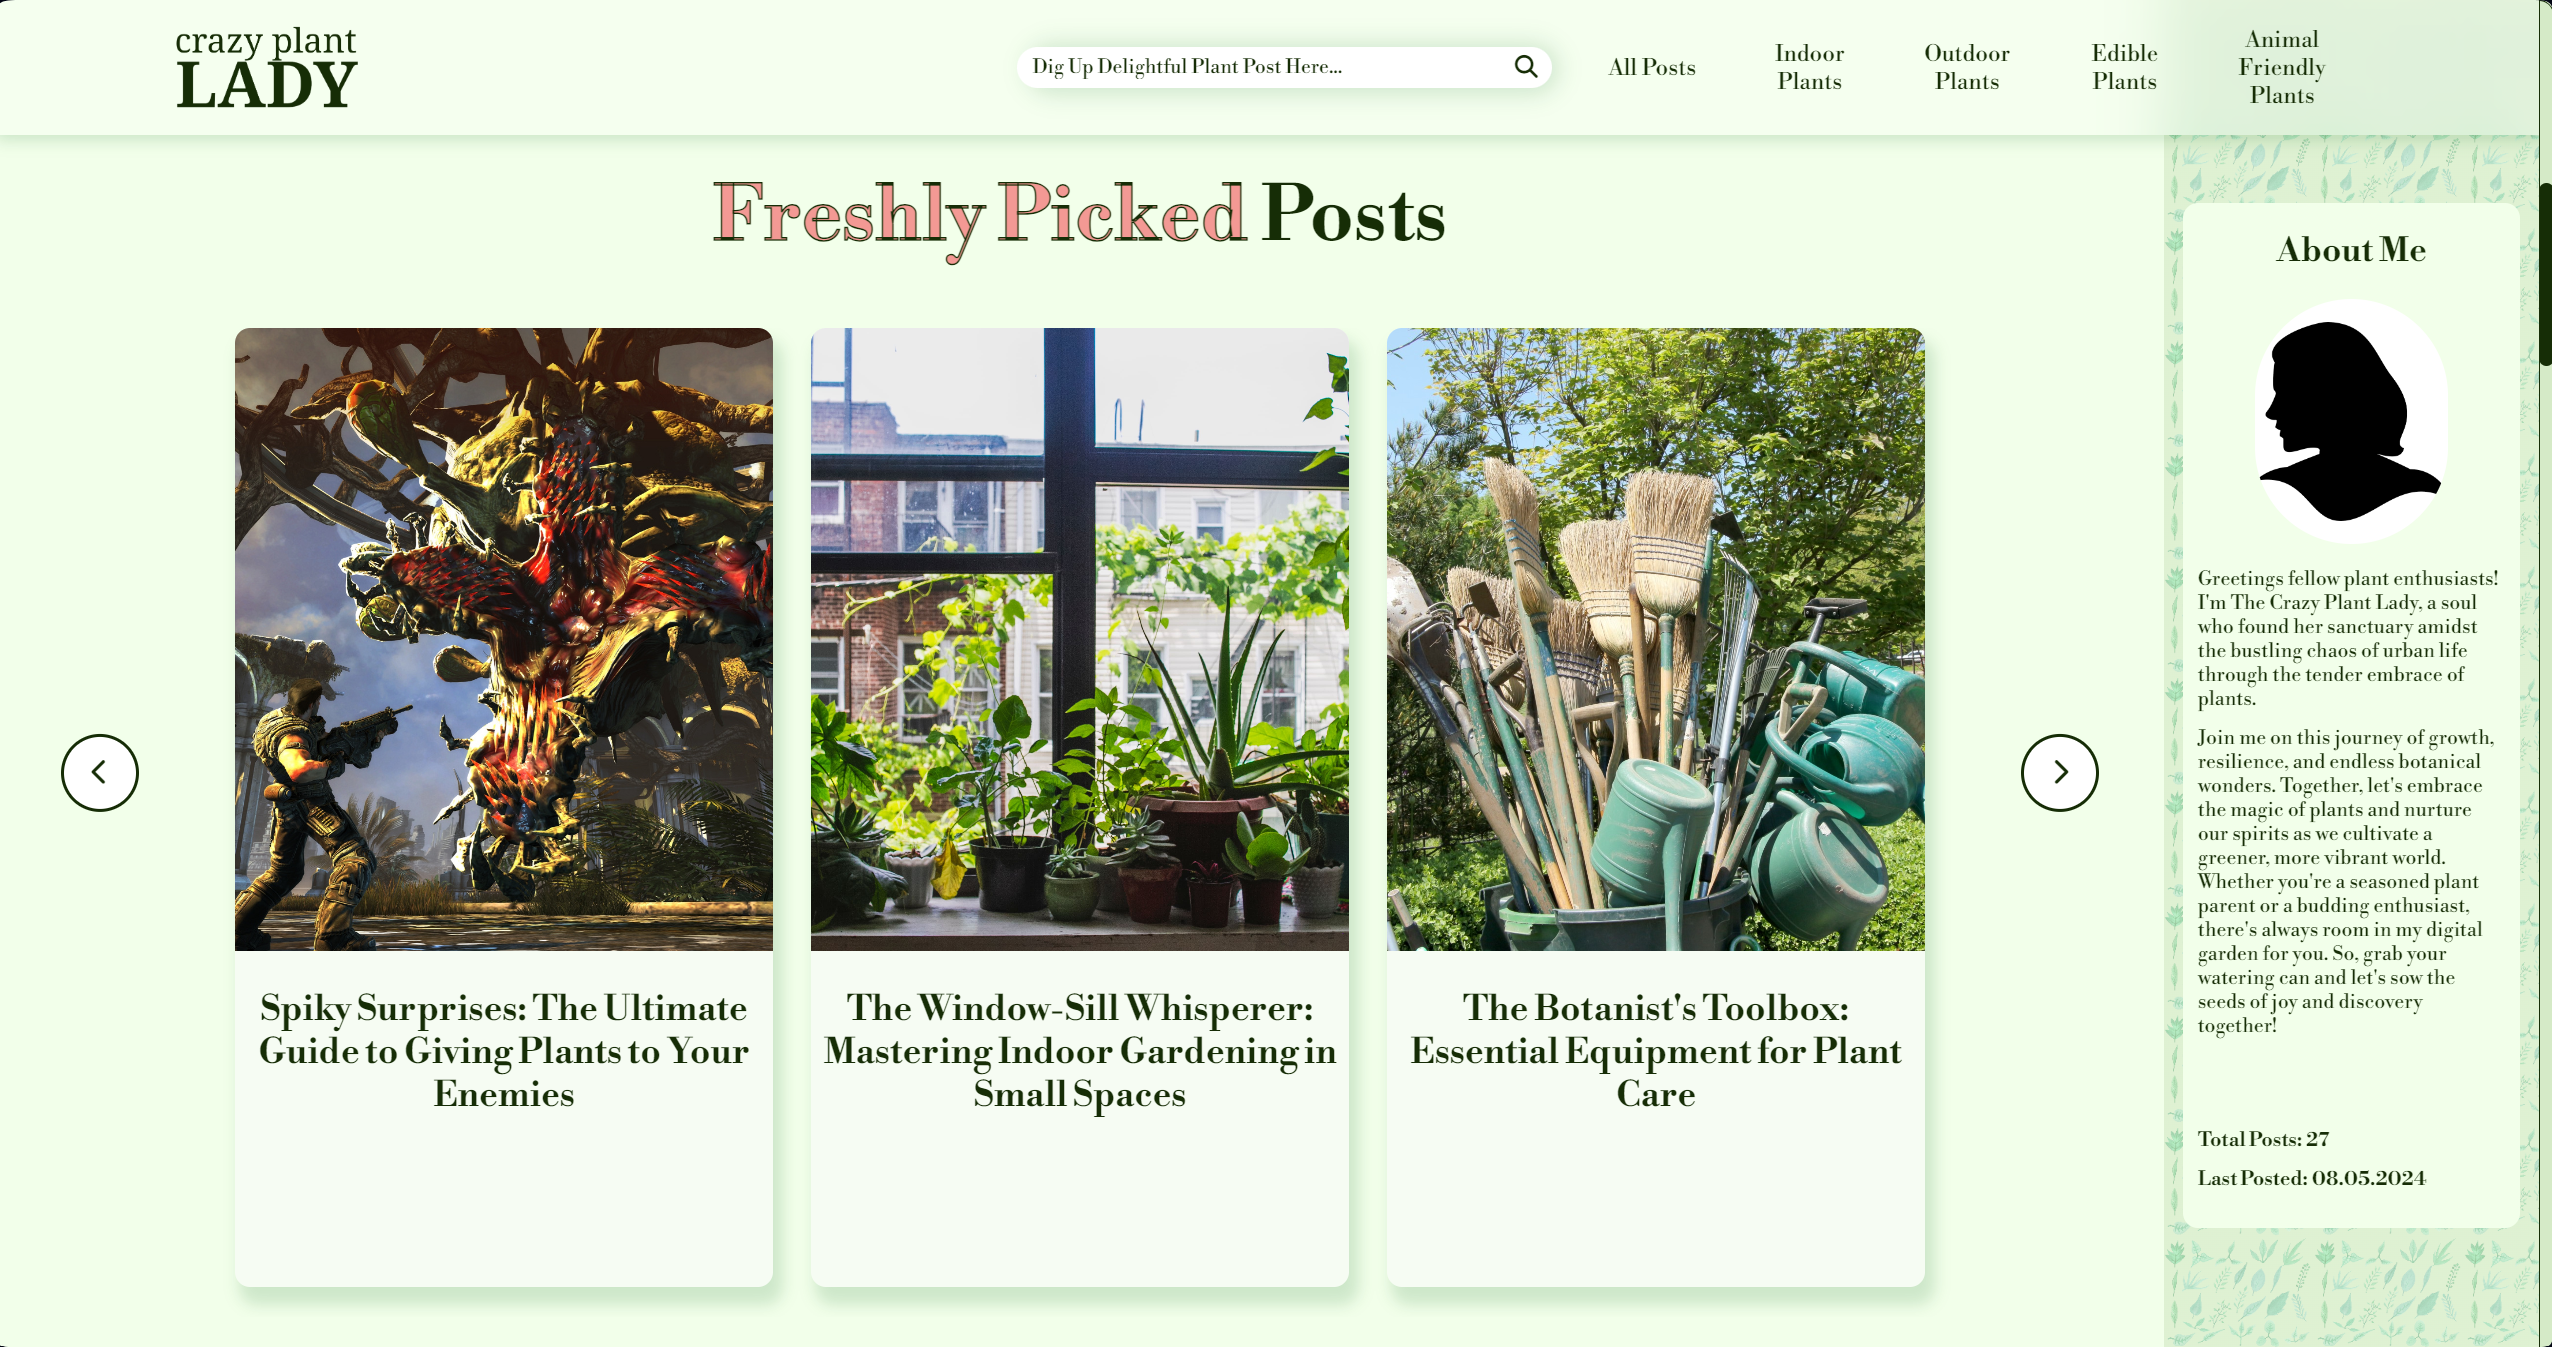 crazy plant
LADY
Dig Up Delightful Plant Post Here...
All Posts
Indoor
Plants
Outdoor
Plants
Edible
Plants
Animal
Friendly
Plants
Freshly Picked Posts
Spiky Surprises: The Ultimate
Guide to Giving Plants to Your
Enemies
The Window-Sill Whisperer:
Mastering Indoor Gardening in
Small Spaces
The Botanist's Toolbox:
Essential Equipment for Plant
Care
About Me
Greetings fellow plant enthusiasts!
I'm The Crazy Plant Lady, a soul
who found her sanctuary amidst
the bustling chaos of urban life
through the tender embrace of
plants.
Join me on this journey of growth,
resilience, and endless botanical
wonders. Together, let's embrace
the magic of plants and nurture
our spirits as we cultivate a
greener, more vibrant world.
Whether you're a seasoned plant
parent or a budding enthusiast,
there's always room in my digital
garden for you. So, grab your
watering can and let's sow the
seeds of joy and discovery
together!
Total Posts: 27
Last Posted: 08.05.2024